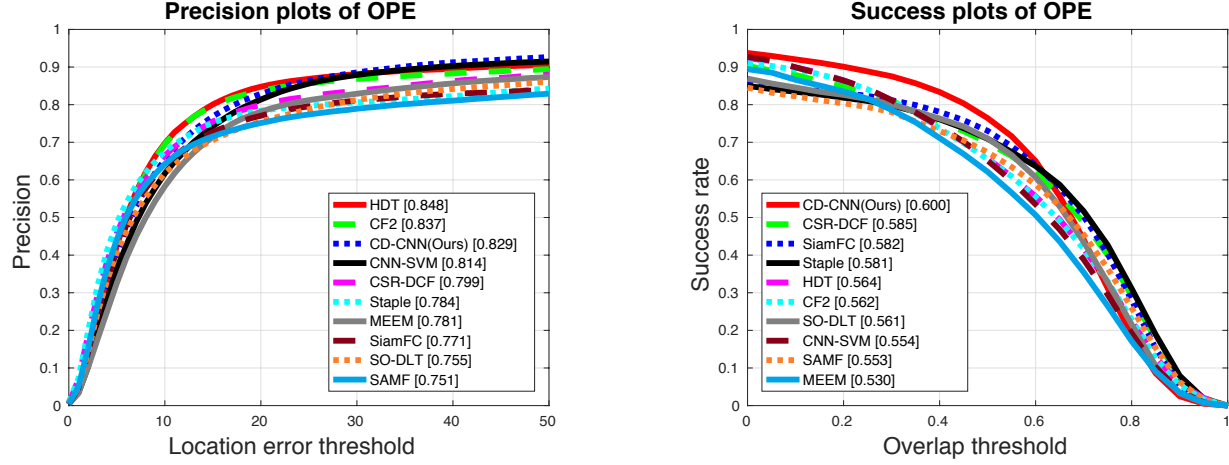 Precision plots of OPE
1
0.9
0.8
0.7
0.6
0.5
0.4
0.3
0.2
0.1
0
0 10 20 30 40 50
Precision
Location error threshold
HDT [0.848]
CF2 [0.837]
CD-CNN(Ours) [0.829]
CNN-SVM [0.814]
CSR-DCF [0.799]
Staple [0.784]
MEEM [0.781]
SiamFC [0.771]
SO-DLT [0.755]
SAMF [0.751]
Success plots of OPE
1
0.9
0.8
0.7
0.6
0.5
0.4
0.3
0.2
0.1
0
0 0.2 0.4 0.6 0.8 1
Success rate
Overlap threshold
CD-CNN(Ours) [0.600]
CSR-DCF [0.585]
SiamFC [0.582]
Staple [0.581]
HDT [0.564]
CF2 [0.562]
SO-DLT [0.561]
CNN-SVM [0.554]
SAMF [0.553]
MEEM [0.530]